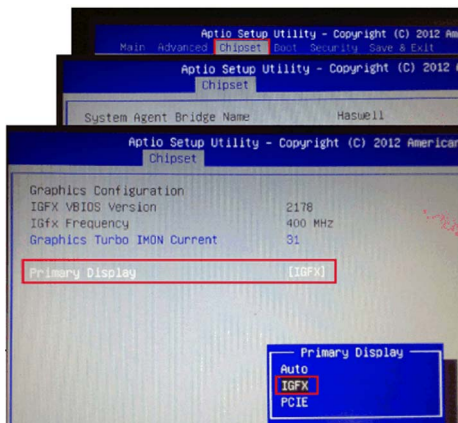 Aptio Setup Utility - Copyright (C) 2012 Am
Main Advanced Chipset Boot Security Save & Exit
Aptio Setup Utility - Copyright (C) 2012
Chipset
System Agent Bridge Name Haswell
Aptio Setup Utility - Copyright (C) 2012 American
Chipset
Graphics Configuration
IGFX VBIOS Version 2178
IGfx Frequency 400 MHz
Graphics Turbo IMON Current 31
Primary Display [IGFX]
Primary Display
Auto
IGFX
PCIE